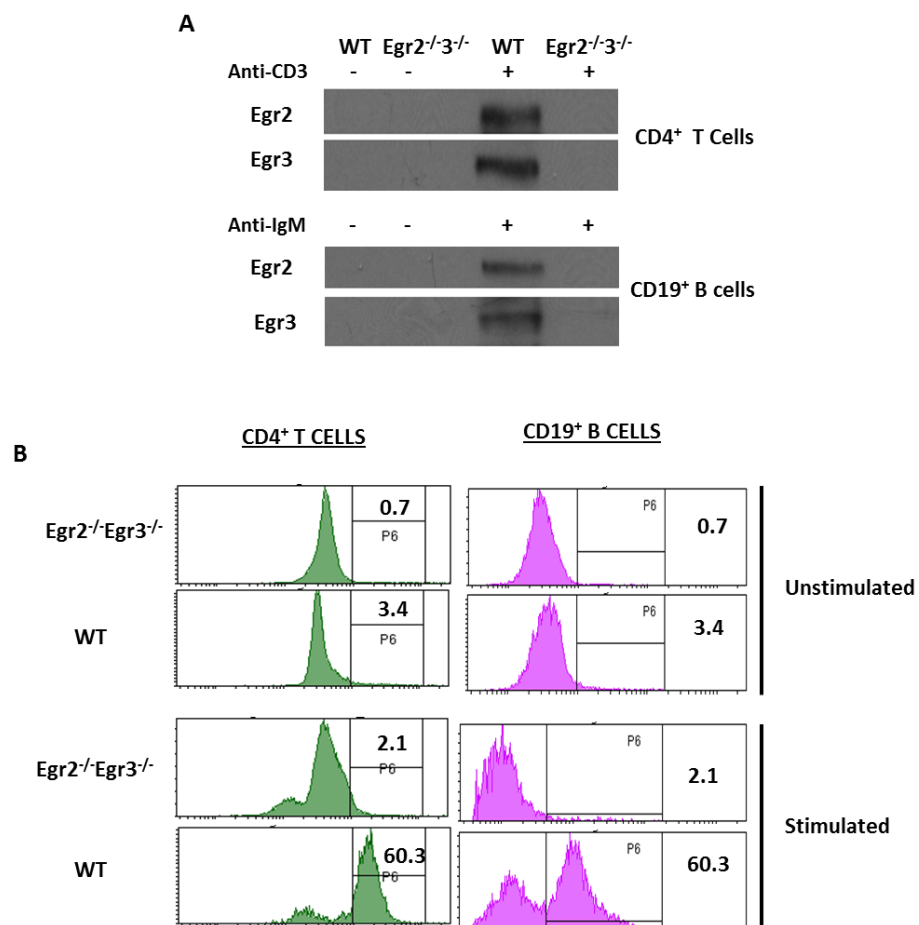 A
WT Egr2-/-3-/- WT Egr2-/-3-/-
Anti-CD3 - - + +
Egr2
CD4+ T Cells
Egr3
Anti-IgM - - + +
Egr2
CD19+ B cells
Egr3
B
CD4+ T CELLS CD19+ B CELLS
Egr2-/-Egr3-/- 0.7 P6 P6 0.7
Unstimulated
WT 3.4 P6 P6 3.4
Egr2-/-Egr3-/- 2.1 P6 P6 2.1
Stimulated
WT 60.3 P6 P6 60.3